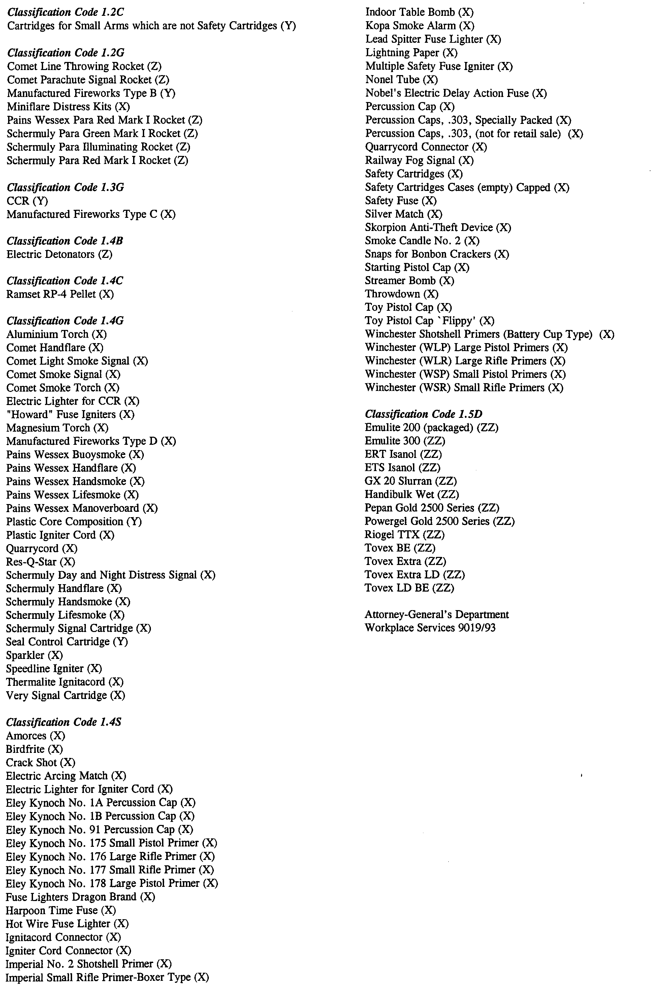 Classification Code 1.2C
Cartridges for Small Arms which are not Safety Cartridges (Y)
Classification Code 1.2G
Comet Line Throwing Rocket (Z)
Comet Parachute Signal Rocket (Z)
Manufactured Fireworks Type B (Y)
Miniflare Distress Kits (X)
Pains Wessex Para Red Mark I Rocket (Z)
Schermuly Para Green Mark I Rocket (Z)
Schermuly Para Illuminating Rocket (Z)
Schermuly Para Red Mark I Rocket (Z)
Classification Code 1.3G
CCR (Y)
Manufactured Fireworks Type C (X)
Classification Code 1.4B
Electric Detonators (Z)
Classification Code 1.4C
Ramset RP-4 Pellet (X)
Classification Code 1.4G
Aluminium Torch (X)
Comet Handflare (X)
Comet Light Smoke Signal (X)
Comet Smoke Signal (X)
Comet Smoke Torch (X)
Electric Lighter for CCR (X)
"Howard" Fuse Igniters (X)
Magnesium Torch (X)
Manufactured Fireworks Type D (X)
Pains Wessex Buoysmoke (X)
Pains Wessex Handflare (X)
Pains Wessex Handsmoke (X)
Pains Wessex Lifesmoke (X)
Pains Wessex Manoverboard (X)
Plastic Core Composition (Y)
Plastic Igniter Cord (X)
Quarrycord (X)
Res-Q-Star (X)
Schermuly Day and Night Distress Signal (X)
Schermuly Handflare (X)
Schermuly Handsmoke (X)
Schermuly Lifesmoke (X)
Schermuly Signal Cartridge (X)
Seal Control Cartridge (Y)
Sparkler (X)
Speedline Igniter (X)
Thermalite Ignitacord (X)
Very Signal Cartridge (X)
Classification Code 1.4S
Amorces (X)
Birdfrite (X)
Crack Shot (X)
Electric Arcing Match (X)
Electric Lighter for Igniter Cord (X)
Eley Kynoch No. 1A Percussion Cap (X)
Eley Kynoch No. 1B Percussion Cap (X)
Eley Kynoch No. 91 Percussion Cap (X)
Eley Kynoch No. 175 Small Pistol Primer (X)
Eley Kynoch No. 176 Large Rifle Primer (X)
Eley Kynoch No. 177 Small Rifle Primer (X)
Eley Kynoch No. 178 Large Pistol Primer (X)
Fuse Lighters Dragon Brand (X)
Harpoon Time Fuse (X)
Hot Wire Fuse Lighter (X)
Ignitacord Connector (X)
Igniter Cord Connector (X)
Imperial No. 2 Shotshell Primer (X)
Imperial Small Rifle Primer-Boxer Type (X)
Indoor Table Bomb (X)
Kopa Smoke Alarm (X)
Lead Spitter Fuse Lighter (X)
Lightning Paper (X)
Multiple Safety Fuse Igniter (X)
Nonel Tube (X)
Nobel's Electric Delay Action Fuse (X)
Percussion Cap (X)
Percussion Caps, .303, Specially Packed (X)
Percussion Caps, .303, (not for retail sale) (X)
Quarrycord Connector (X)
Railway Fog Signal (X)
Safety Cartridges (X)
Safety Cartridges Cases (empty) Capped (X)
Safety Fuse (X)
Silver Match (X)
Skorpion Anti-Theft Device (X)
Smoke Candle No. 2 (X)
Snaps for Bonbon Crackers (X)
Starting Pistol Cap (X)
Streamer Bomb (X)
Throwdown (X)
Toy Pistol Cap (X)
Toy Pistol Cap `Flippy' (X)
Winchester Shotshell Primers (Battery Cup Type) (X)
Winchester (WLP) Large Pistol Primers (X)
Winchester (WLR) Large Rifle Primers (X)
Winchester (WSP) Small Pistol Primers (X)
Winchester (WSR) Small Rifle Primers (X)
Classification Code 1.5D
Emulite 200 (packaged) (ZZ)
Emulite 300 (ZZ)
ERT Isanol (ZZ)
ETS Isanol (ZZ)
GX 20 Slurran (ZZ)
Handibulk Wet (ZZ)
Pepan Gold 2500 Series (ZZ)
Powergel Gold 2500 Series (ZZ)
Riogel TTX (ZZ)
Tovex BE (ZZ)
Tovex Extra (ZZ)
Tovex Extra LD (ZZ)
Tovex LD BE (ZZ)
Attorney-General's Department
Workplace Services 9019/93